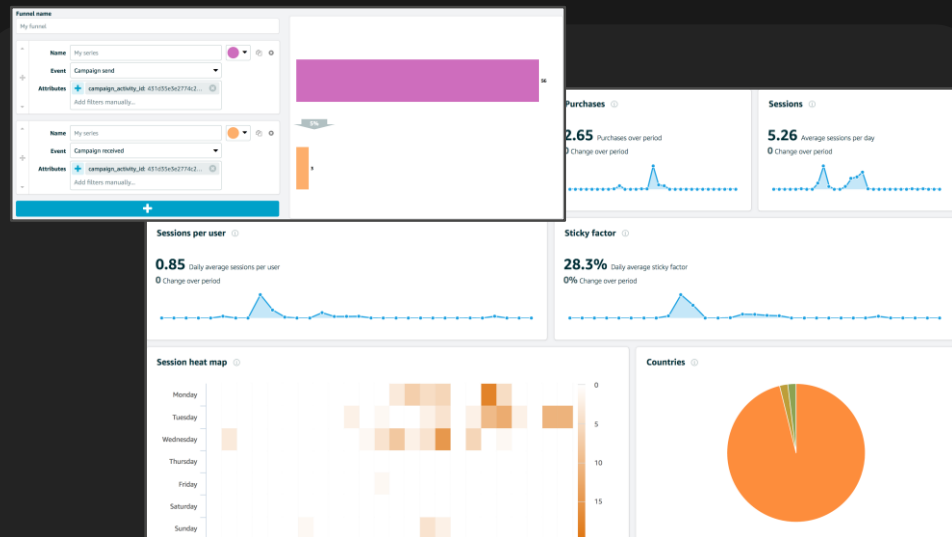 Funnel name
My funnel
Name My series
Event Campaign send
Attributes campaign_activity_id: 431d35e3e2774c2...
Add filters manually...
Name My series
Event Campaign received
Attributes campaign_activity_id: 431d35e3e2774c2...
Add filters manually...
5%
9
Purchases
2.65 Purchases over period
0 Change over period
Sessions
5.26 Average sessions per day
0 Change over period
Sessions per user
0.85 Daily average sessions per user
0 Change over period
Sticky factor
28.3% Daily average sticky factor
0% Change over period
Session heat map
Monday
Tuesday
Wednesday
Thursday
Friday
Saturday
Sunday
0
5
10
15
Countries